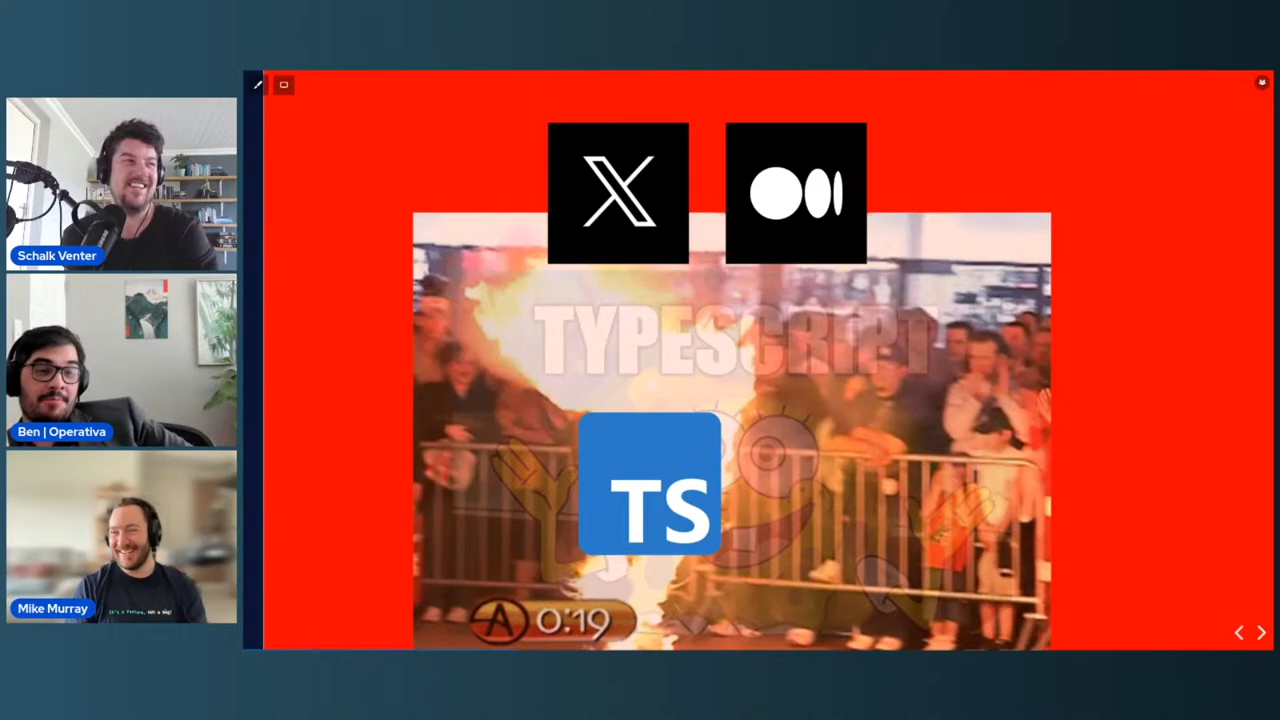 Schalk Venter
Ben | Operativa
Mike Murray
TYPESCRIPT
TS
A 0:19